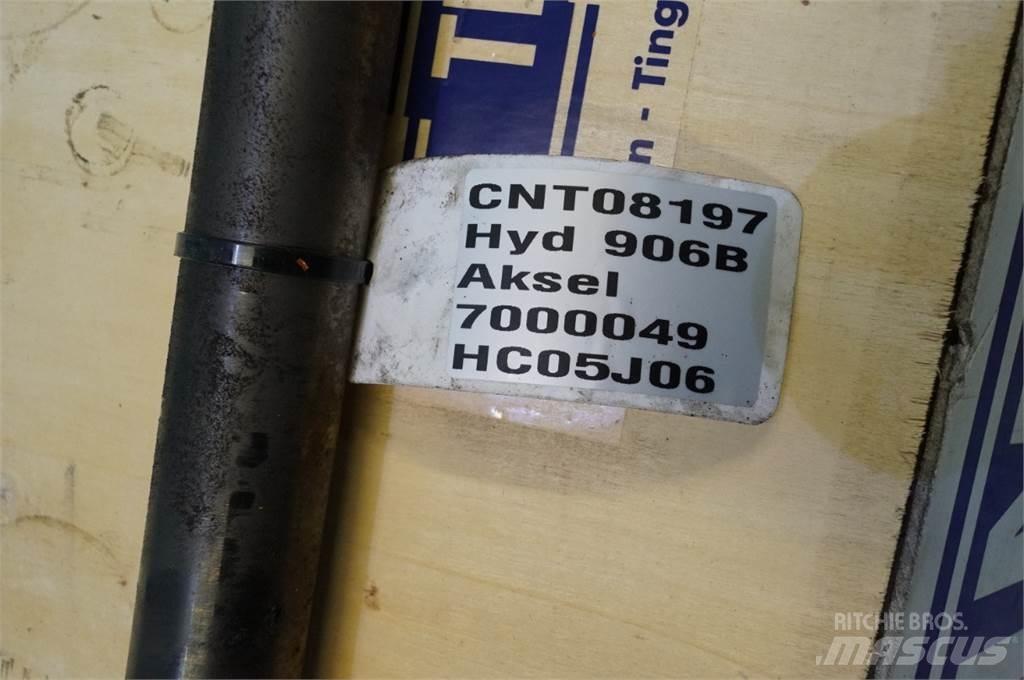 n - Ting
CNT08197
Hyd 906B
Aksel
7000049
HC05J06
RITCHIE BROS.
MASCUS